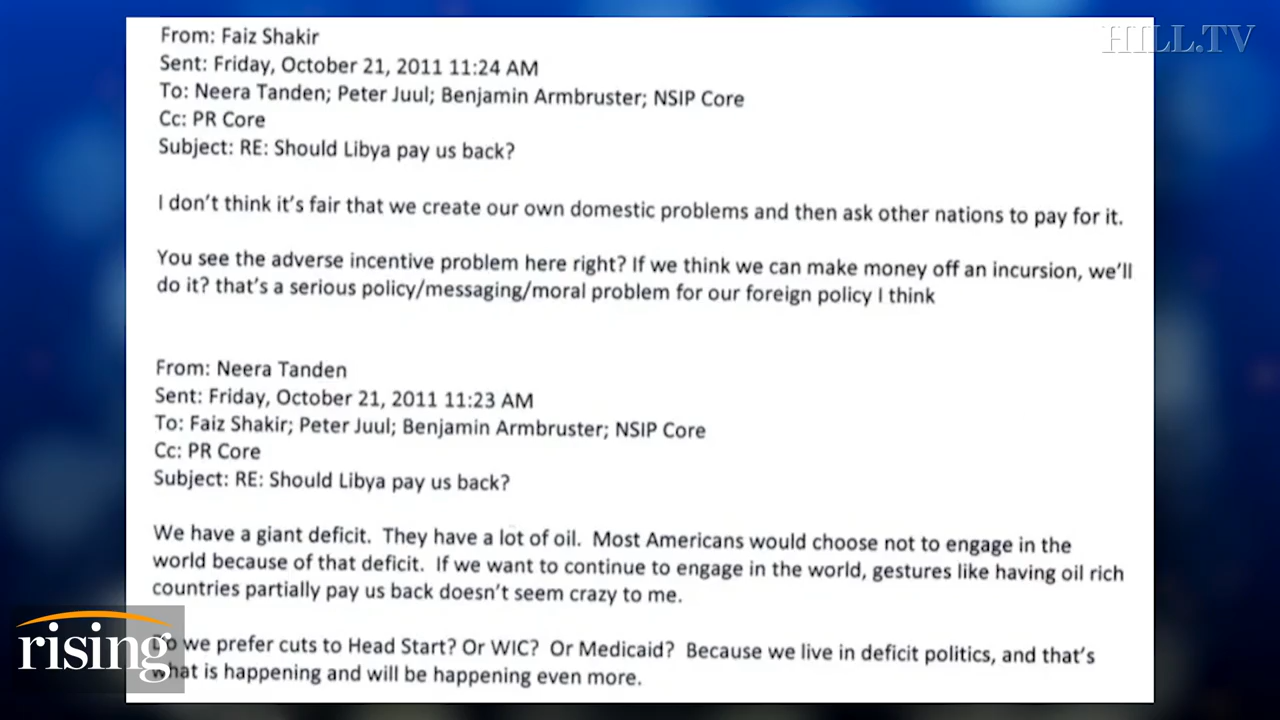 HILL.TV
From: Faiz Shakir
Sent: Friday, October 21, 2011 11:24 AM
To: Neera Tanden; Peter Juul; Benjamin Armbruster; NSIP Core
Cc: PR Core
Subject: RE: Should Libya pay us back?
I don't think it's fair that we create our own domestic problems and then ask other nations to pay for it.
You see the adverse incentive problem here right? If we think we can make money off an incursion, we'll
do it? that's a serious policy/messaging/moral problem for our foreign policy I think
From: Neera Tanden
Sent: Friday, October 21, 2011 11:23 AM
To: Faiz Shakir; Peter Juul; Benjamin Armbruster; NSIP Core
Cc: PR Core
Subject: RE: Should Libya pay us back?
We have a giant deficit. They have a lot of oil. Most Americans would choose not to engage in the
world because of that deficit. If we want to continue to engage in the world, gestures like having oil rich
countries partially pay us back doesn't seem crazy to me.
Do we prefer cuts to Head Start? Or WIC? Or Medicaid? Because we live in deficit politics, and that's
what is happening and will be happening even more.
rising